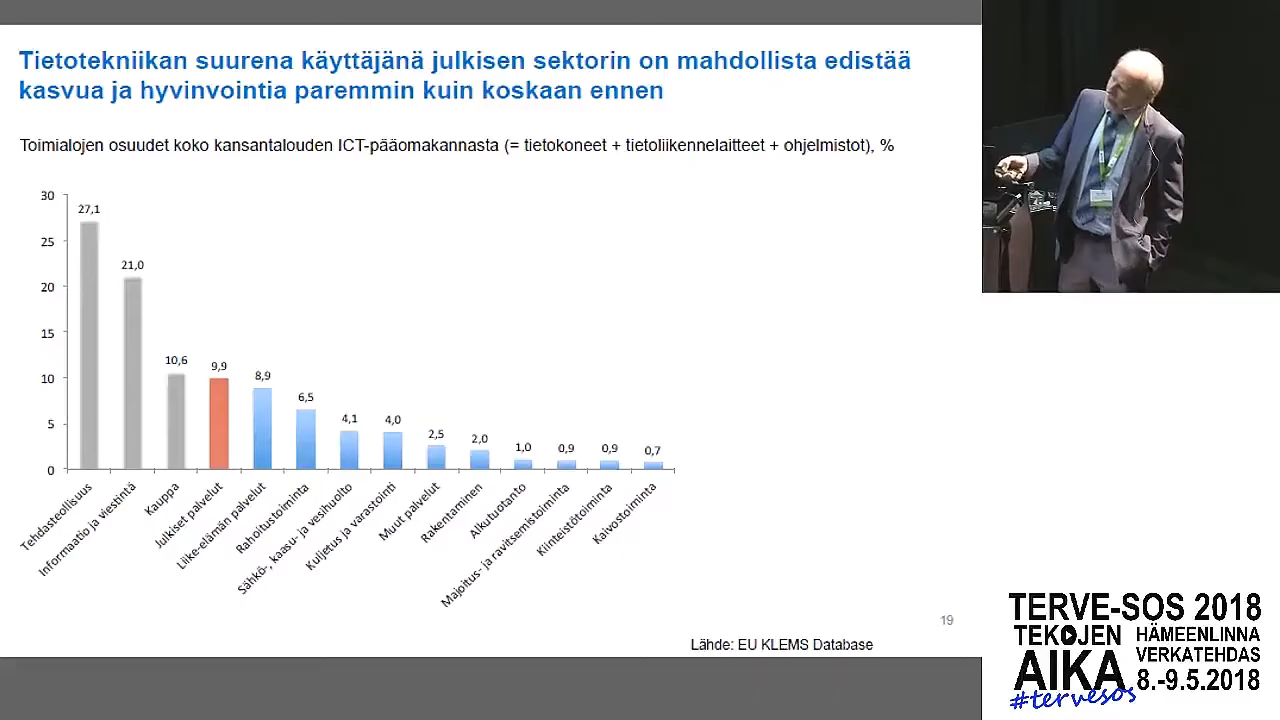 Tietotekniikan suurena käyttäjänä julkisen sektorin on mahdollista edistää
kasvua ja hyvinvointia paremmin kuin koskaan ennen
Toimialojen osuudet koko kansantalouden ICT-pääomakannasta (= tietokoneet + tietoliikennelaitteet + ohjelmistot), %
30
25
20
15
10
5
0
27,1
21,0
10,6
9,9
8,9
6,5
4,1
4,0
2,5
2,0
1,0
0,9
0,9
0,7
Tehdasteollisuus
Informaatio ja viestintä
Kauppa
Julkiset palvelut
Liike-elämän palvelut
Rahoitustoiminta
Sähkö-, kaasu- ja vesihuolto
Kuljetus ja varastointi
Muut palvelut
Rakentaminen
Alkutuotanto
Majoitus- ja ravitsemistoiminta
Kiinteistötoiminta
Kaivostoiminta
19
Lähde: EU KLEMS Database
TERVE-SOS 2018
TEKOJEN
AIKA
HÄMEENLINNA
VERKATEHDAS
8.-9.5.2018
#tervesos